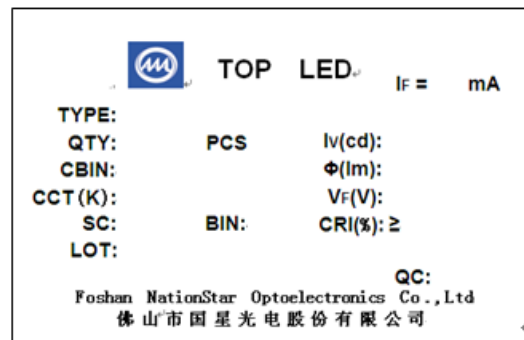 TOP LED
IF = mA
TYPE:
QTY: PCS IV(cd):
CBIN: Φ(lm):
CCT(K): VF(V):
SC: BIN: CRI(%): ≥
LOT:
QC:
Foshan NationStar Optoelectronics Co.,Ltd
佛山市国星光电股份有限公司